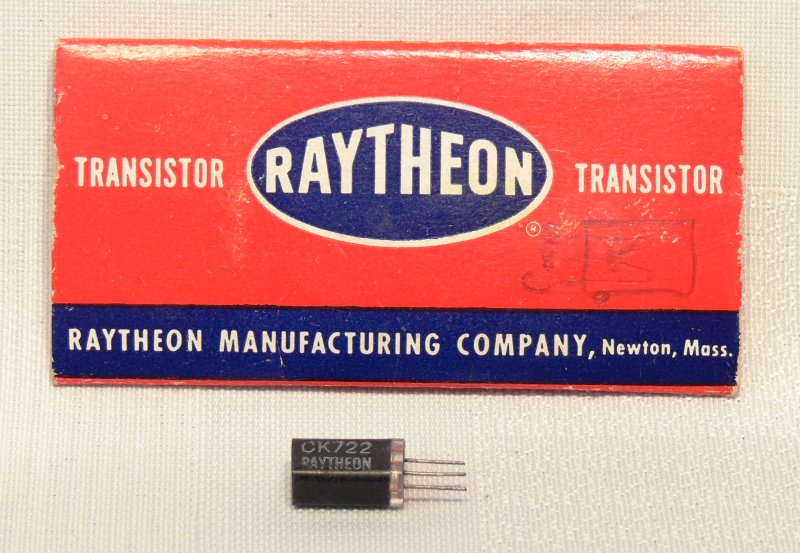 TRANSISTOR RAYTHEON TRANSISTOR
®
RAYTHEON MANUFACTURING COMPANY, Newton, Mass.
CK722
RAYTHEON